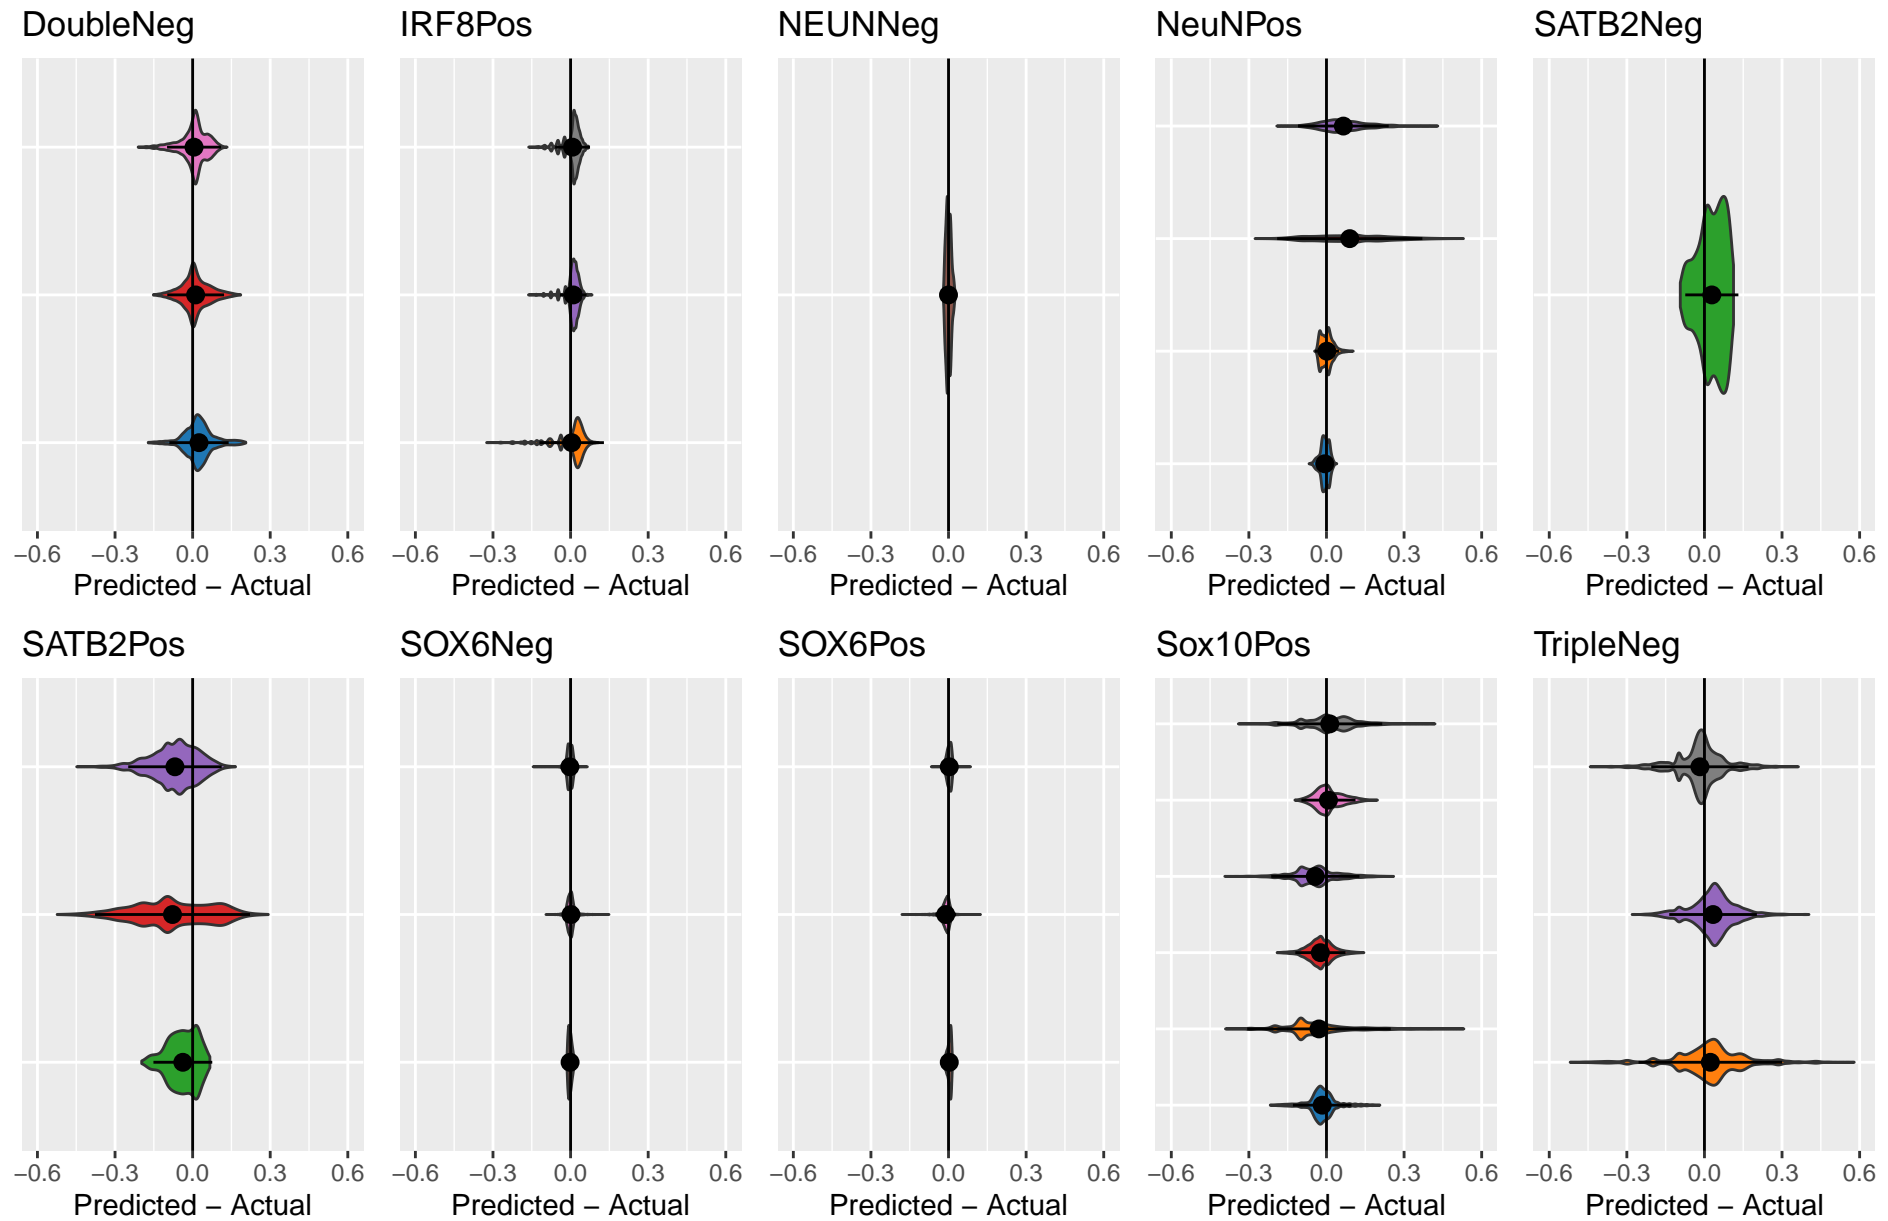 DoubleNeg IRF8Pos NEUNNeg NeuNPos SATB2Neg
−0.6 −0.3 0.0 0.3 0.6 −0.6 −0.3 0.0 0.3 0.6 −0.6 −0.3 0.0 0.3 0.6 −0.6 −0.3 0.0 0.3 0.6 −0.6 −0.3 0.0 0.3 0.6
Predicted − Actual Predicted − Actual Predicted − Actual Predicted − Actual Predicted − Actual
SATB2Pos SOX6Neg SOX6Pos Sox10Pos TripleNeg
−0.6 −0.3 0.0 0.3 0.6 −0.6 −0.3 0.0 0.3 0.6 −0.6 −0.3 0.0 0.3 0.6 −0.6 −0.3 0.0 0.3 0.6 −0.6 −0.3 0.0 0.3 0.6
Predicted − Actual Predicted − Actual Predicted − Actual Predicted − Actual Predicted − Actual